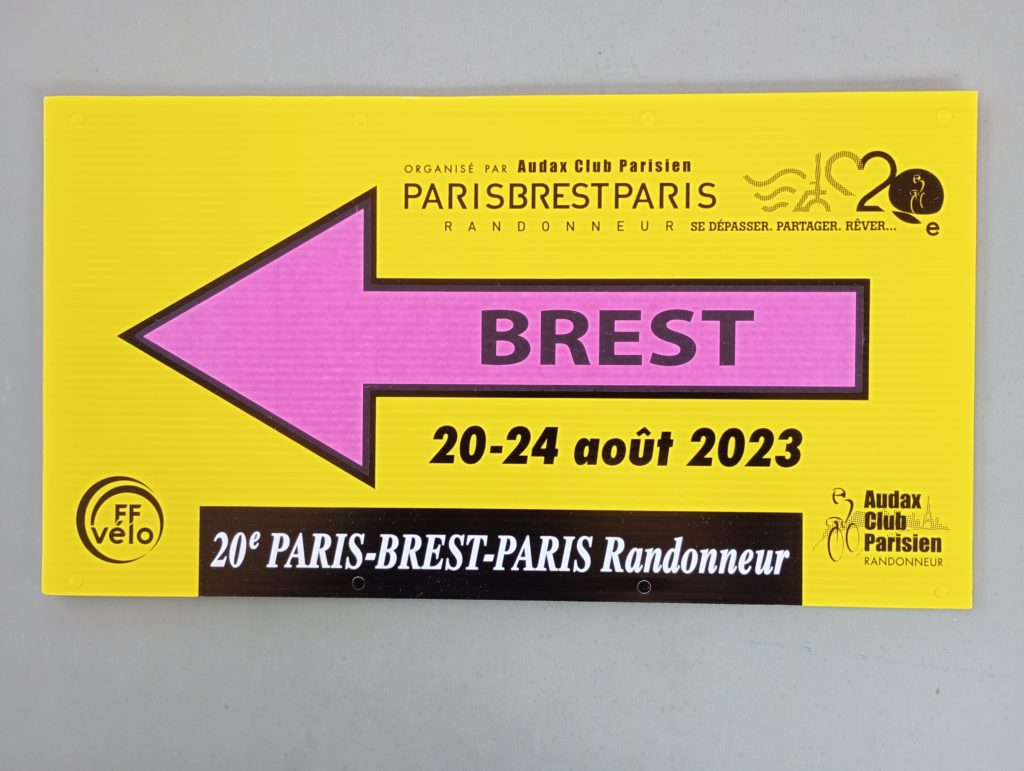 ORGANISÉ PAR Audax Club Parisien
PARISBRESTPARIS
RANDONNEUR SE DÉPASSER. PARTAGER. RÊVER...
20e
BREST
20-24 août 2023
FF
vélo
20e PARIS-BREST-PARIS Randonneur
Audax
Club
Parisien
RANDONNEUR